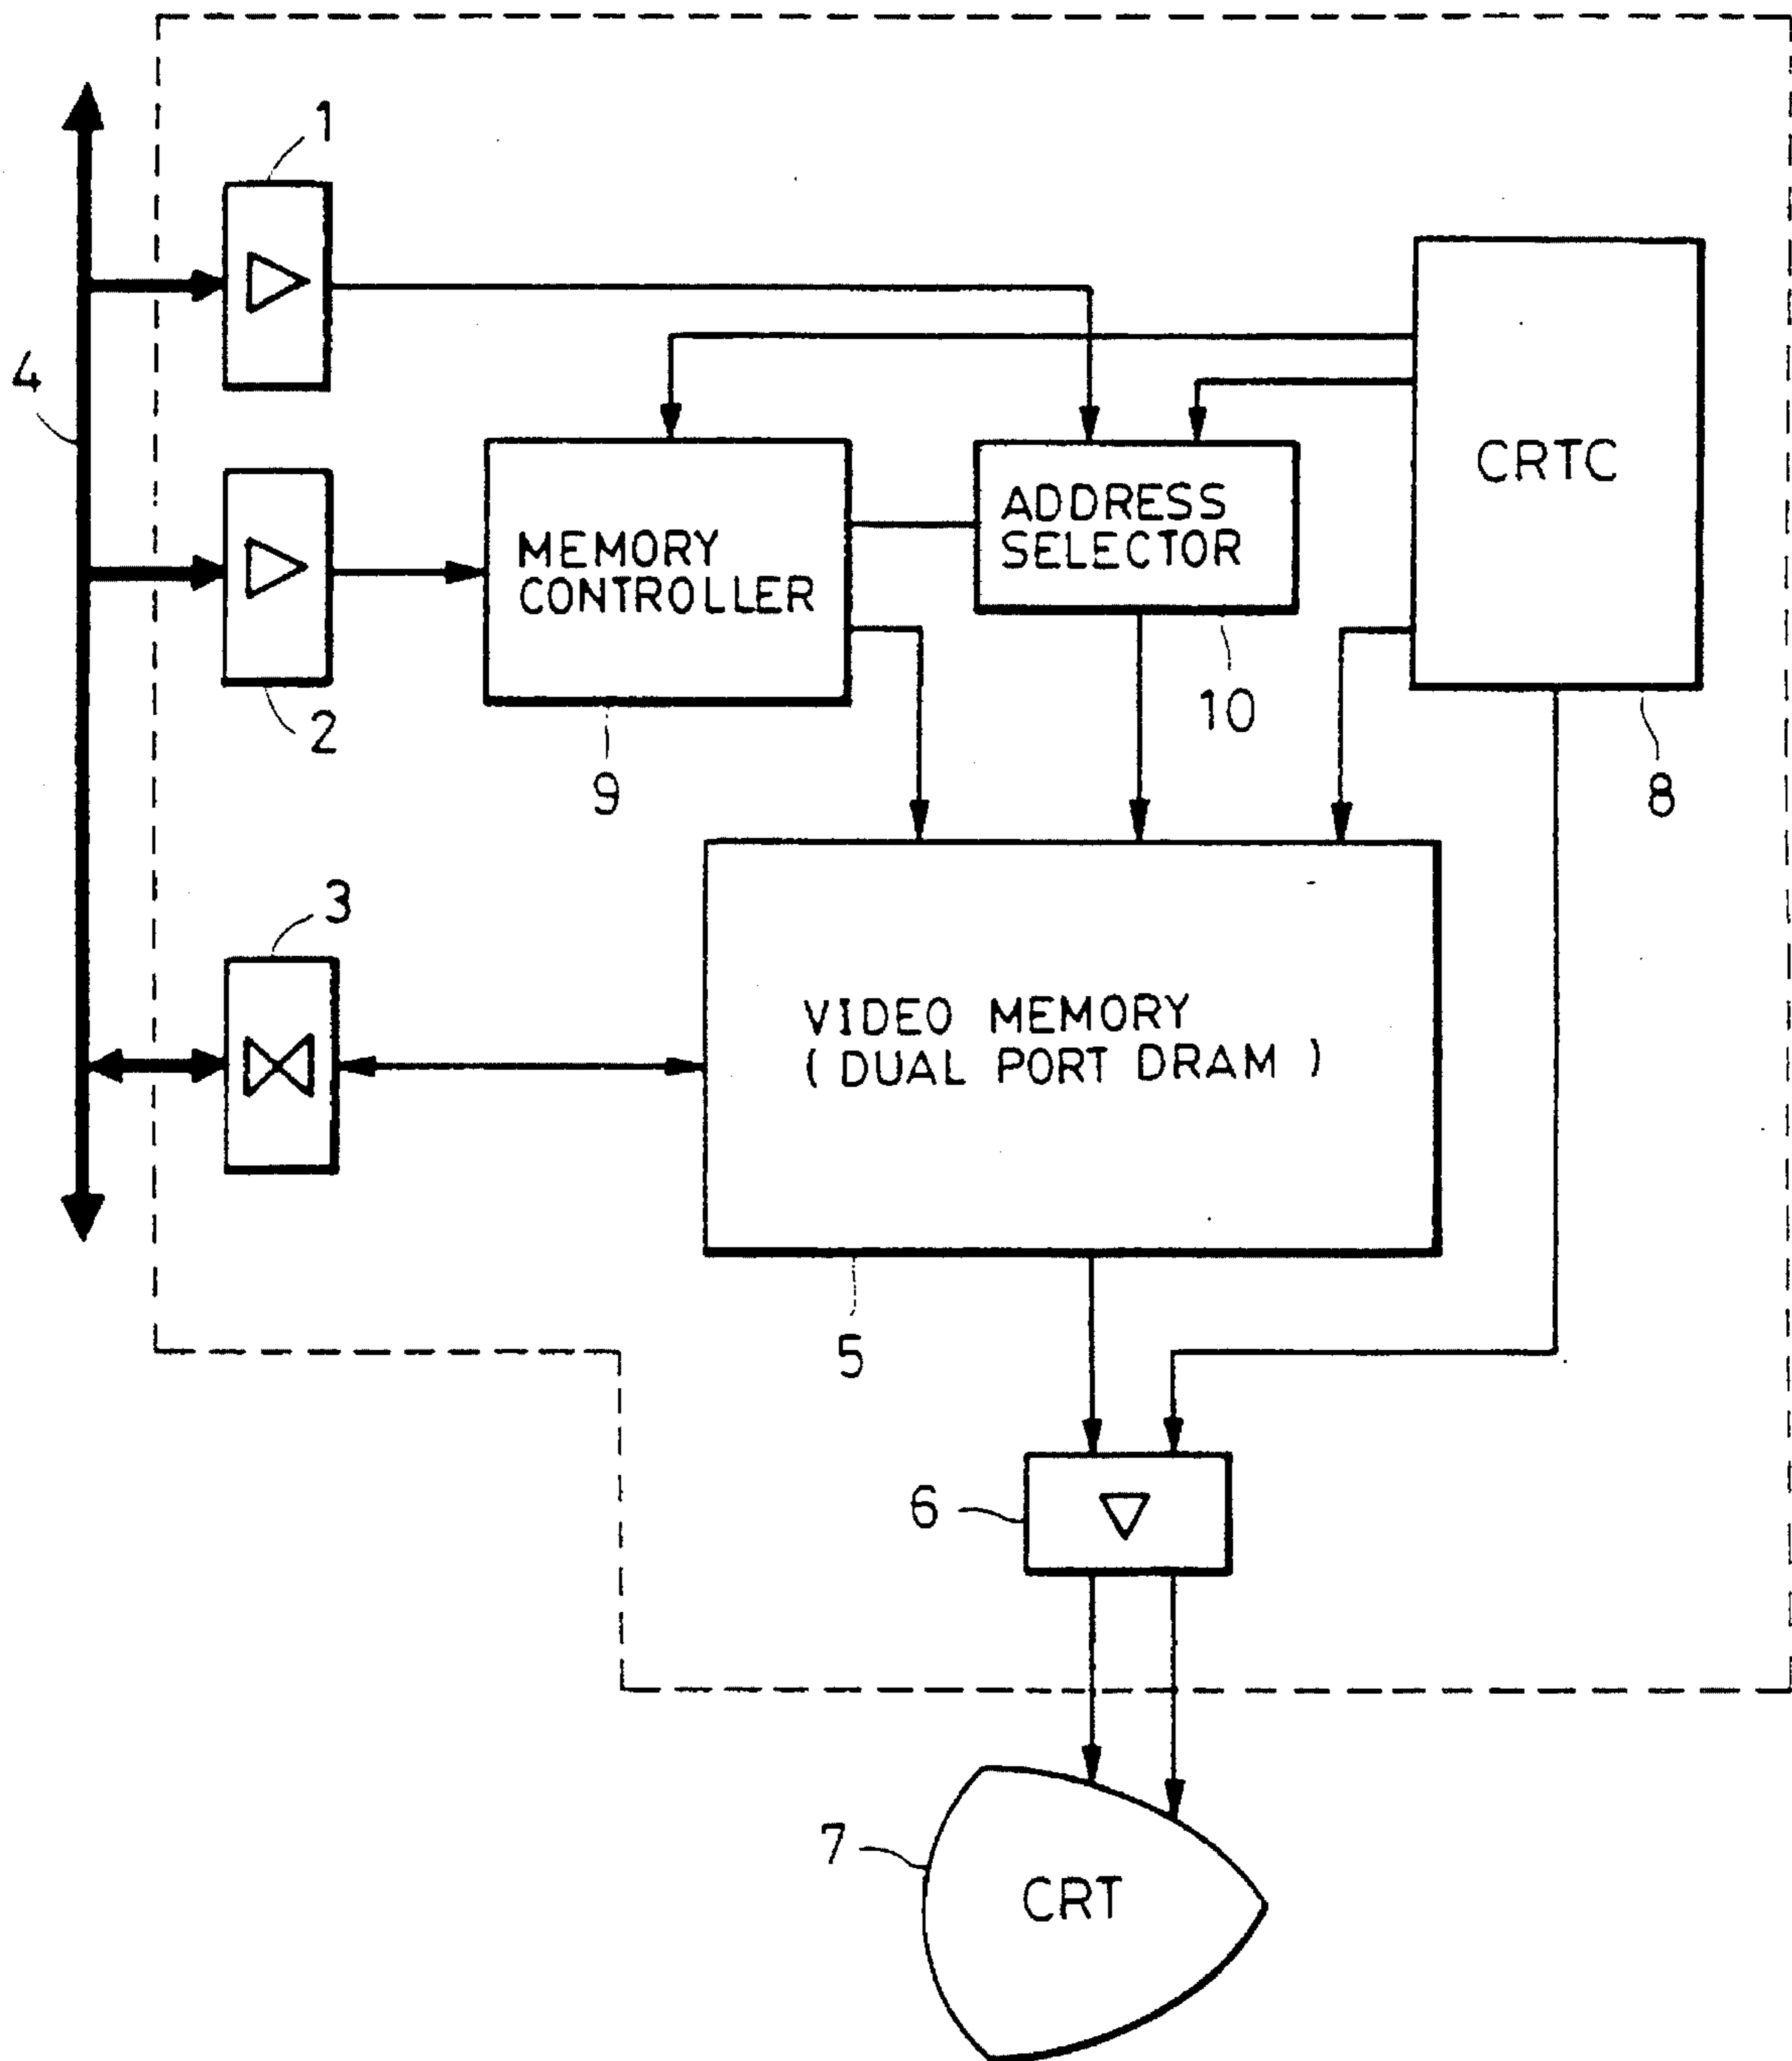 1
4
CRTC
ADDRESS
SELECTOR
MEMORY
CONTROLLER
2
10
9
8
3
VIDEO MEMORY
( DUAL PORT DRAM )
5
6
7
CRT